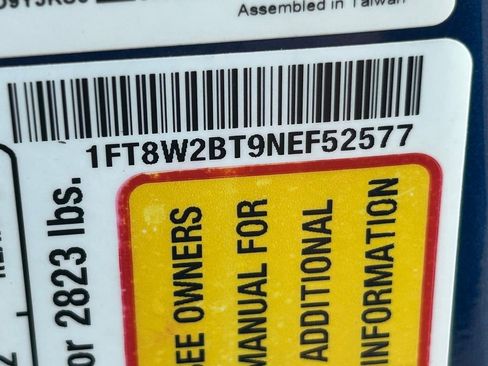 Assembled in Taiwan
1FT8W2BT9NEF52577
or 2823 lbs.
SEE OWNERS
MANUAL FOR
ADDITIONAL
INFORMATION